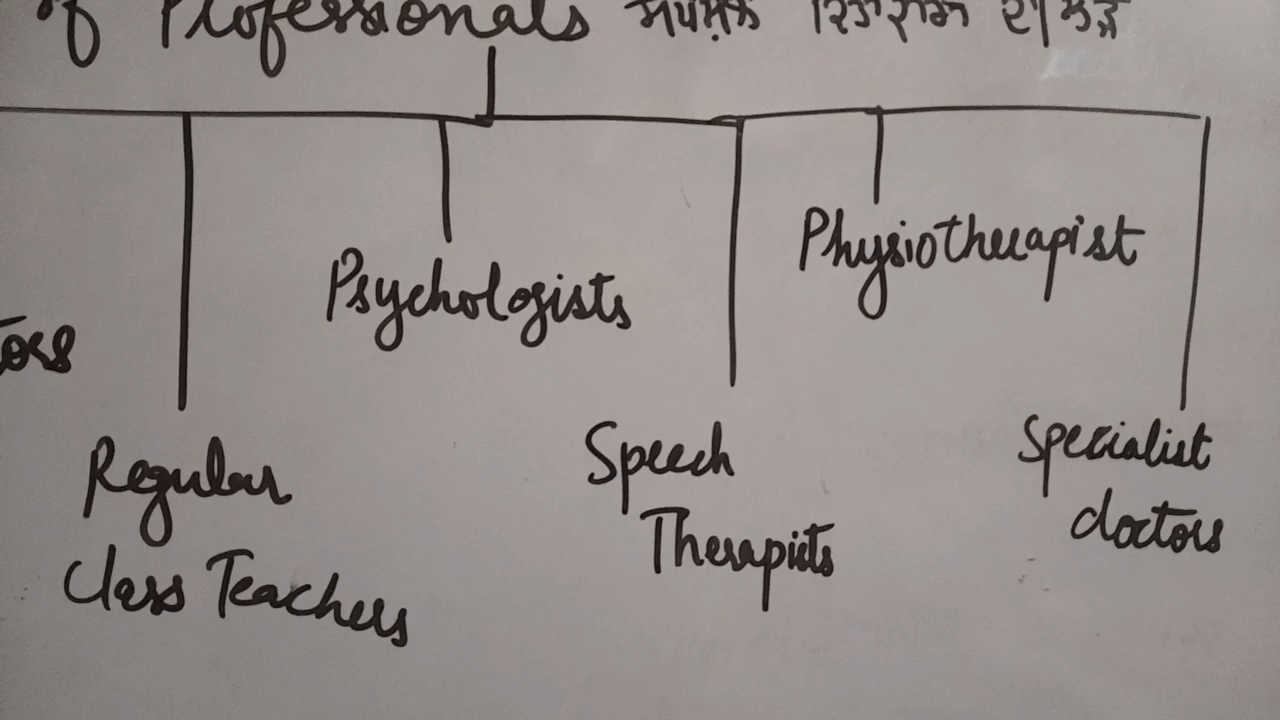 of Professionals
Psychologists
Physiotherapist
Regular
Class Teachers
Speech
Therapists
Specialist
doctors